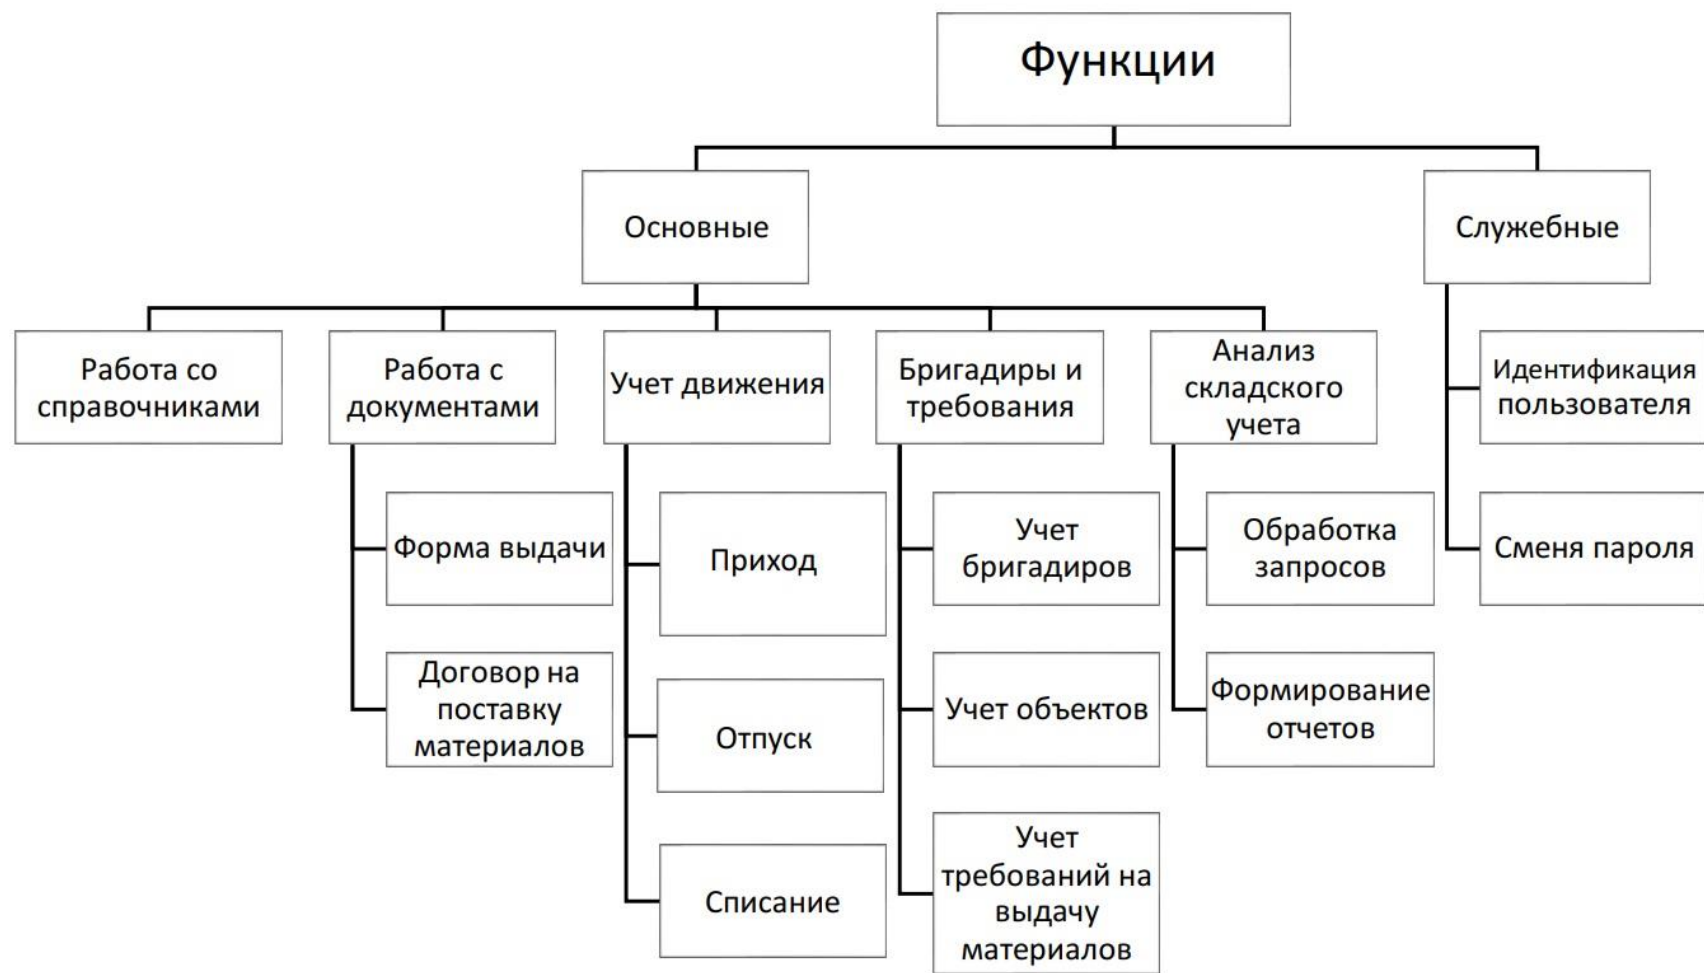 Функции
Основные
Служебные
Работа со
справочниками
Работа с
документами
Учет движения
Бригадиры и
требования
Анализ
складского
учета
Идентификация
пользователя
Форма выдачи
Приход
Учет
бригадиров
Обработка
запросов
Сменя пароля
Договор на
поставку
материалов
Отпуск
Учет объектов
Формирование
отчетов
Списание
Учет
требований на
выдачу
материалов